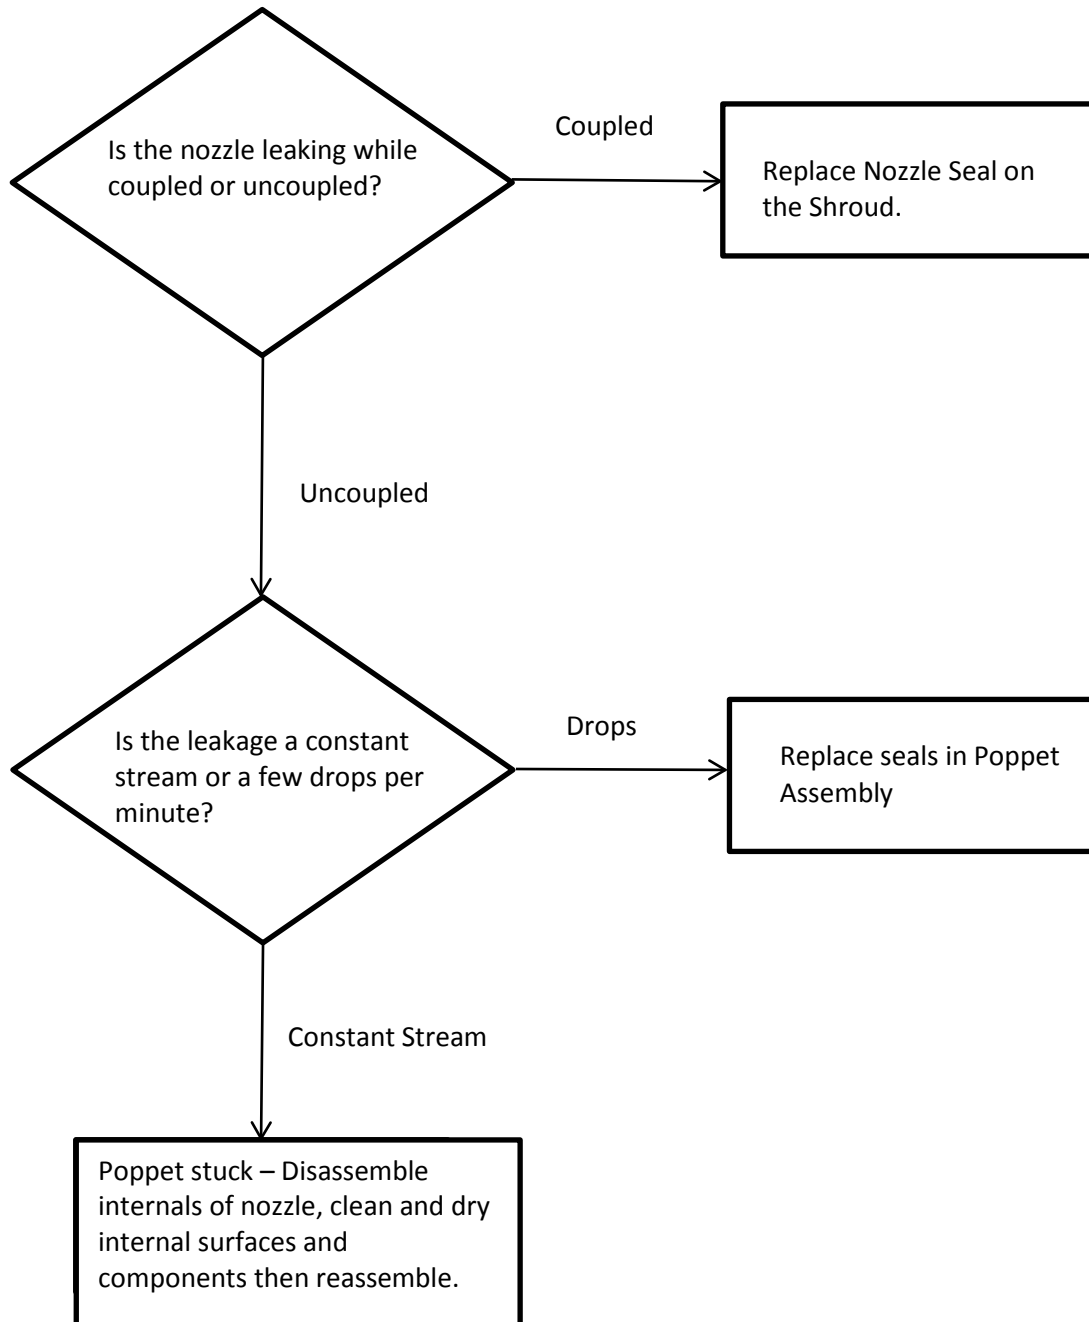 Is the nozzle leaking while
coupled or uncoupled?
Coupled
Replace Nozzle Seal on
the Shroud.
Uncoupled
Is the leakage a constant
stream or a few drops per
minute?
Drops
Replace seals in Poppet
Assembly
Constant Stream
Poppet stuck – Disassemble
internals of nozzle, clean and dry
internal surfaces and
components then reassemble.